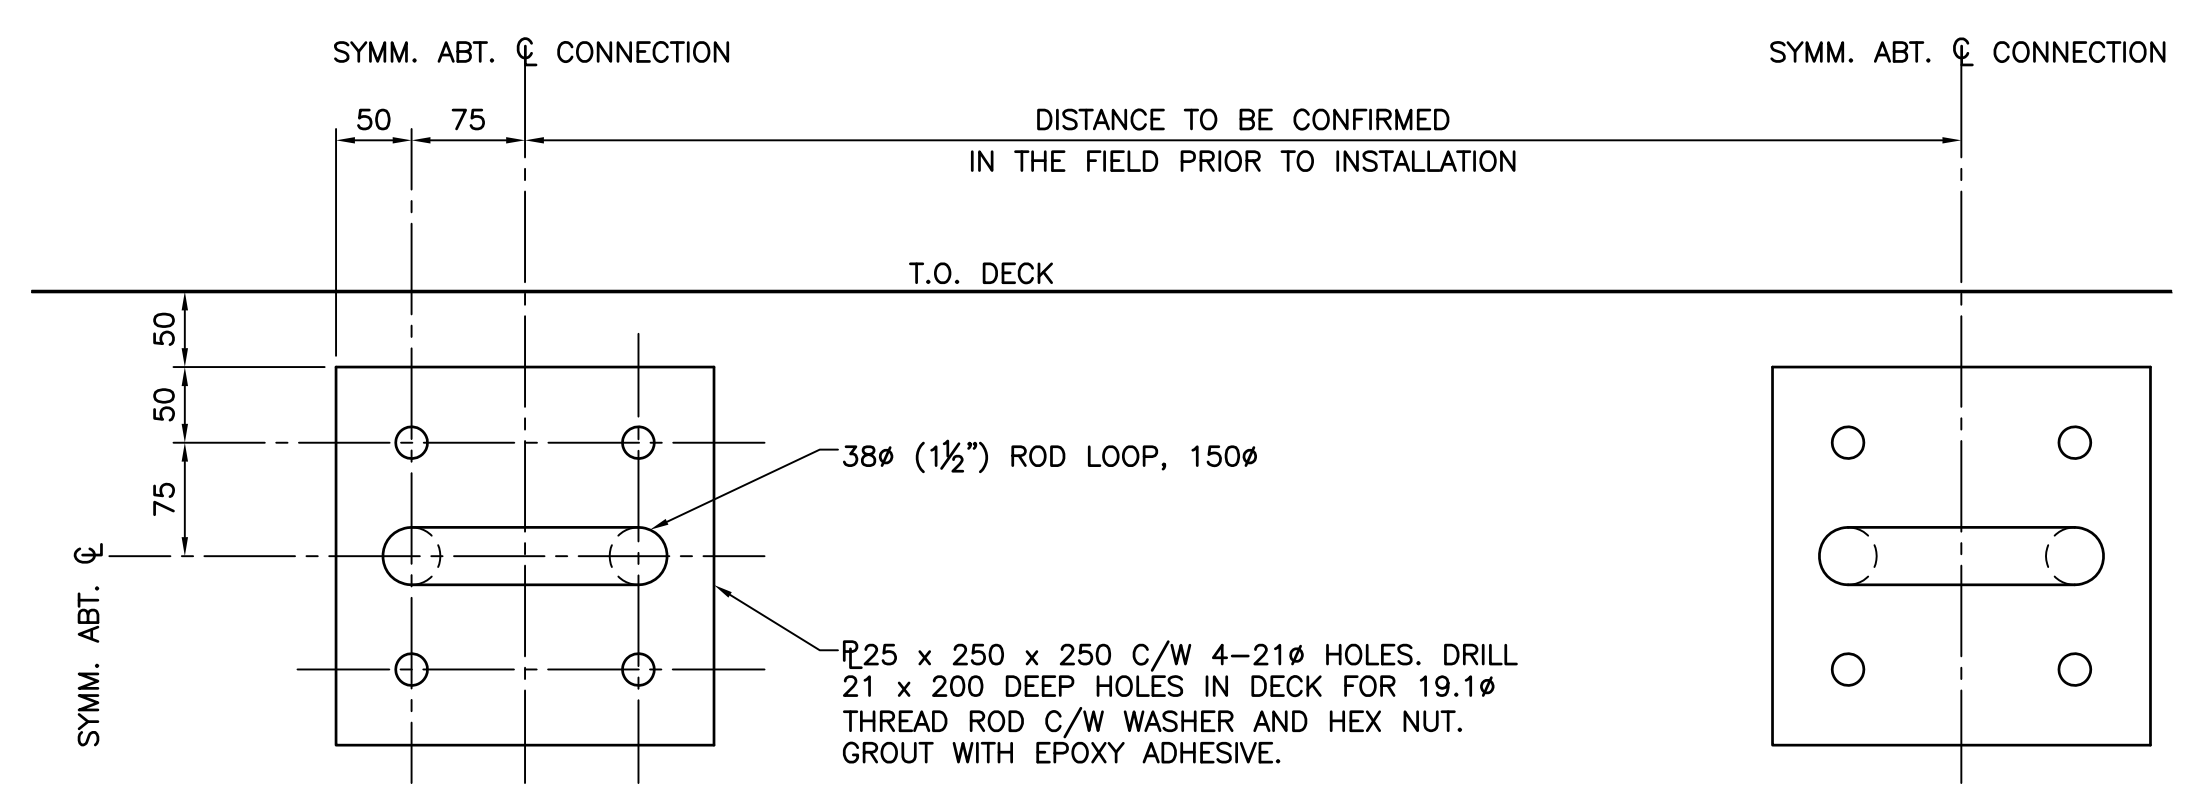 SYMM. ABT. ℄ CONNECTION
SYMM. ABT. ℄ CONNECTION
50
75
DISTANCE TO BE CONFIRMED
IN THE FIELD PRIOR TO INSTALLATION
T.O. DECK
50
50
75
SYMM. ABT. ℄
38ø (1½") ROD LOOP, 150ø
⅊25 x 250 x 250 C/W 4-21ø HOLES. DRILL
21 x 200 DEEP HOLES IN DECK FOR 19.1ø
THREAD ROD C/W WASHER AND HEX NUT.
GROUT WITH EPOXY ADHESIVE.